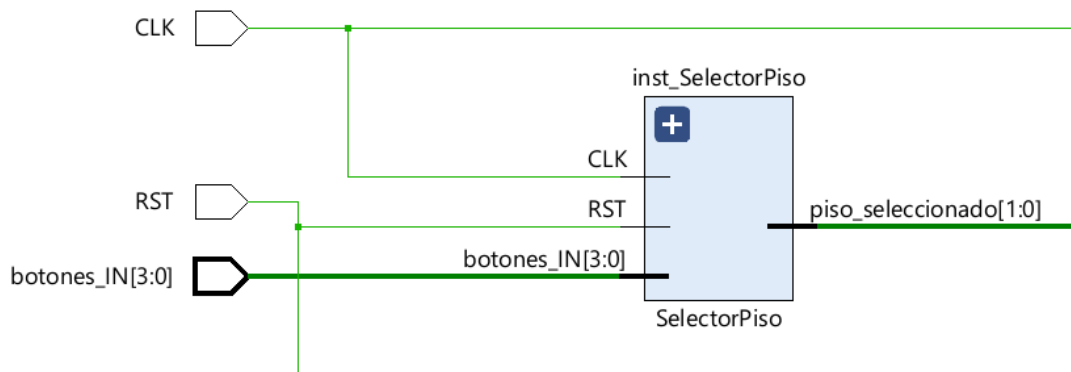 CLK
inst_SelectorPiso
CLK
RST
RST
piso_seleccionado[1:0]
botones_IN[3:0]
botones_IN[3:0]
SelectorPiso